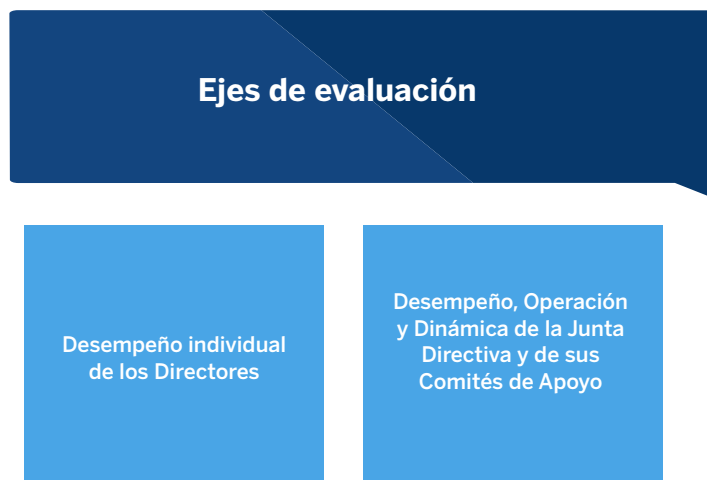 Ejes de evaluación
Desempeño individual
de los Directores
Desempeño, Operación
y Dinámica de la Junta
Directiva y de sus
Comités de Apoyo